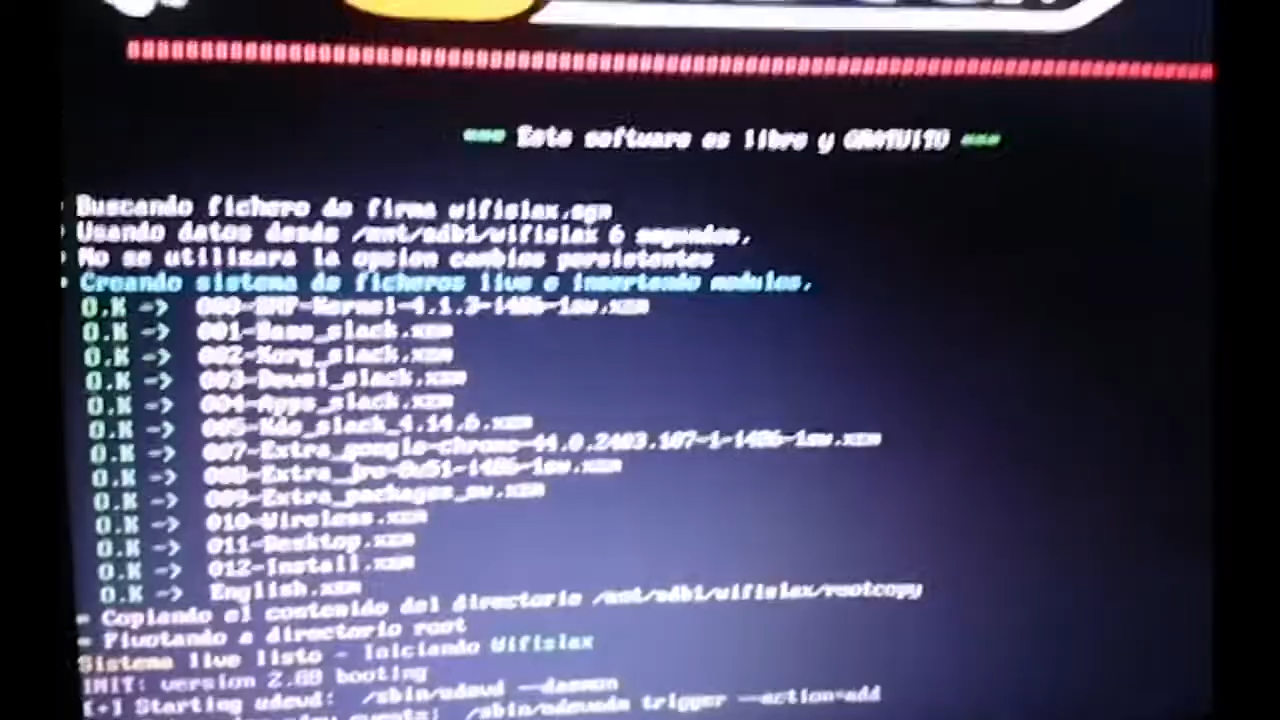 === Este software es libre y GRATUITO ===
* Buscando fichero de firma wifislax.sgn
* Usando datos desde /mnt/sdb1/wifislax 6 segundos.
* No se utilizara la opcion cambios persistentes
* Creando sistema de ficheros live e insertando modulos.
O.K -> 000-SMP-Kernel-4.1.3-i486-1sw.xzm
O.K -> 001-Base_slack.xzm
O.K -> 002-Xorg_slack.xzm
O.K -> 003-Devel_slack.xzm
O.K -> 004-Apps_slack.xzm
O.K -> 005-Kde_slack_4.14.6.xzm
O.K -> 007-Extra_google-chrome-44.0.2403.107-1-i486-1sw.xzm
O.K -> 008-Extra_jre-8u51-i486-1sw.xzm
O.K -> 009-Extra_packages_sw.xzm
O.K -> 010-Wireless.xzm
O.K -> 011-Desktop.xzm
O.K -> 012-Install.xzm
O.K -> English.xzm
= Copiando el contenido del directorio /mnt/sdb1/wifislax/rootcopy
= Pivotando a directorio root
Sistema live listo - Iniciando Wifislax
INIT: version 2.88 booting
[+] Starting udevd: /sbin/udevd --daemon
events: /sbin/udevadm trigger --action=add